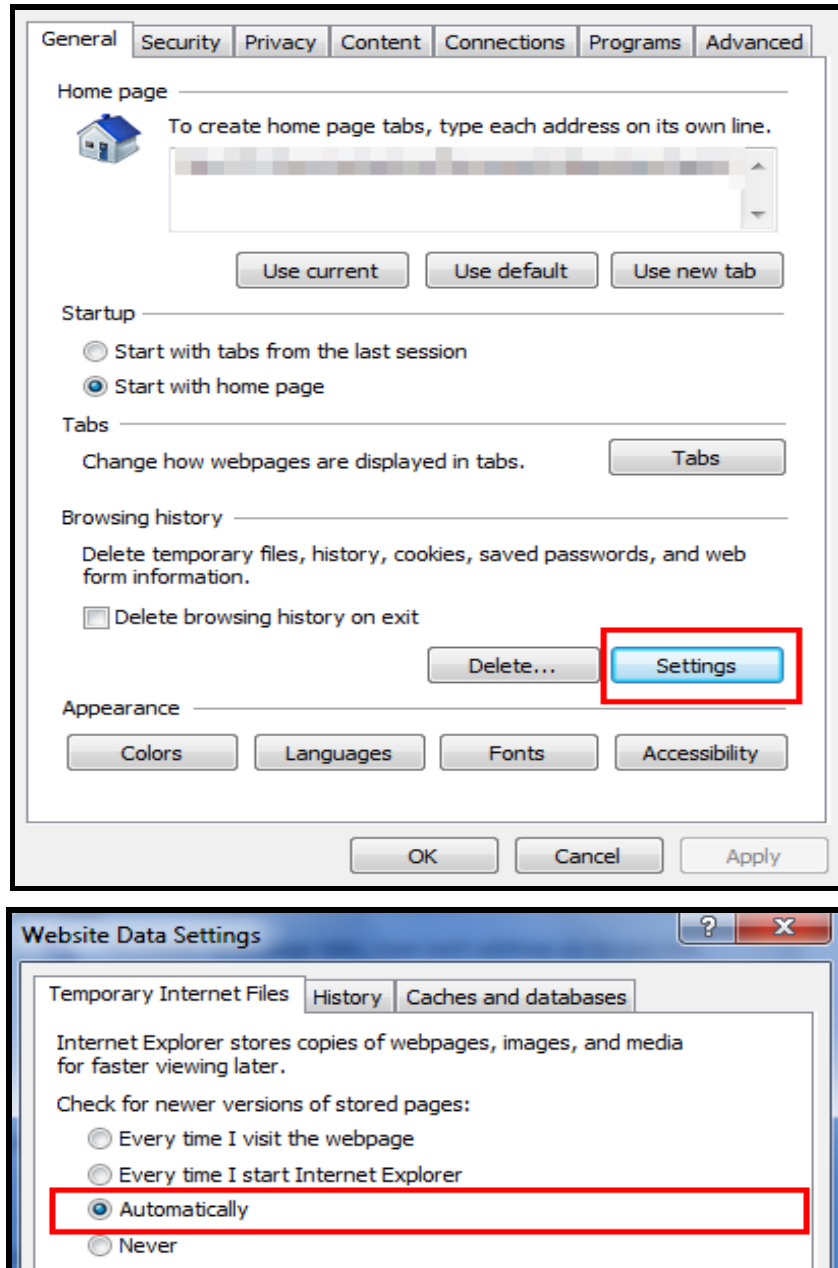 General Security Privacy Content Connections Programs Advanced
Home page
To create home page tabs, type each address on its own line.
Use current Use default Use new tab
Startup
Start with tabs from the last session
Start with home page
Tabs
Change how webpages are displayed in tabs. Tabs
Browsing history
Delete temporary files, history, cookies, saved passwords, and web
form information.
Delete browsing history on exit
Delete... Settings
Appearance
Colors Languages Fonts Accessibility
OK Cancel Apply
Website Data Settings
Temporary Internet Files History Caches and databases
Internet Explorer stores copies of webpages, images, and media
for faster viewing later.
Check for newer versions of stored pages:
Every time I visit the webpage
Every time I start Internet Explorer
Automatically
Never